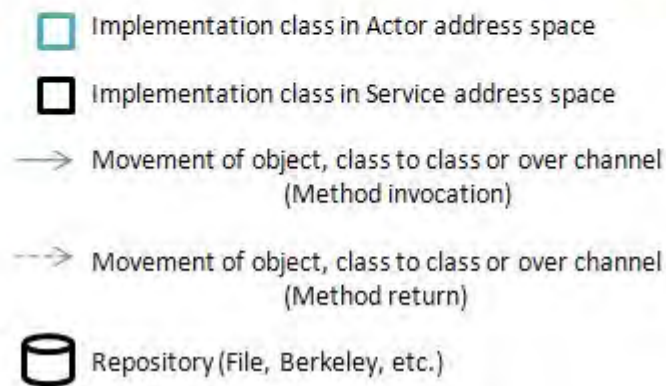 Implementation class in Actor address space
Implementation class in Service address space
Movement of object, class to class or over channel
(Method invocation)
Movement of object, class to class or over channel
(Method return)
Repository (File, Berkeley, etc.)